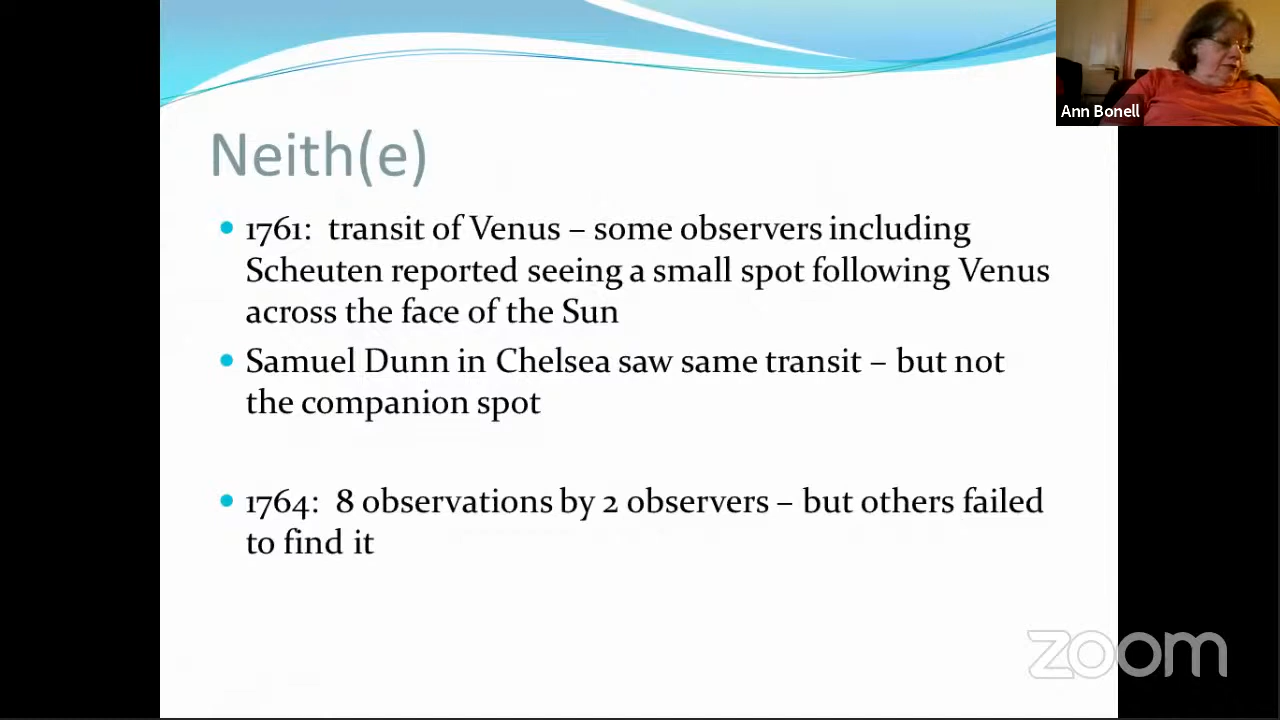 Ann Bonell
Neith(e)
• 1761:  transit of Venus – some observers including
Scheuten reported seeing a small spot following Venus
across the face of the Sun
• Samuel Dunn in Chelsea saw same transit – but not
the companion spot
• 1764:  8 observations by 2 observers – but others failed
to find it
zoom